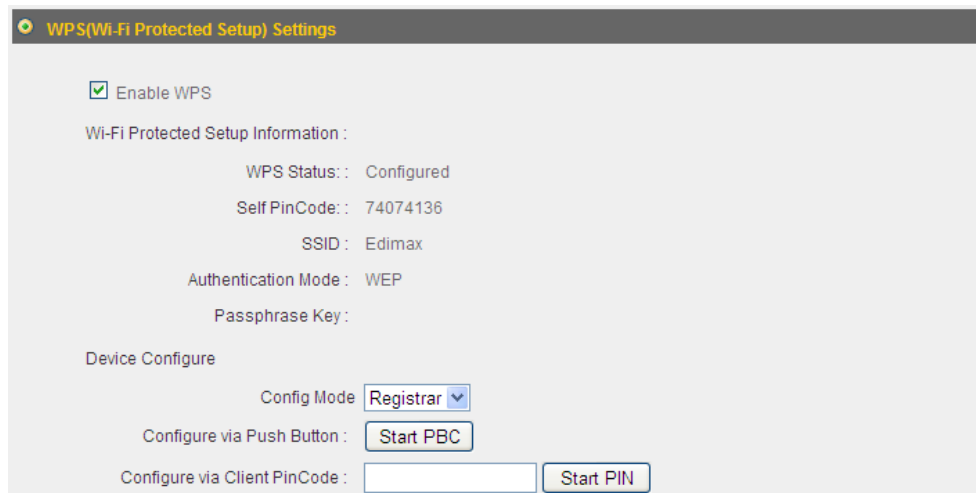 WPS(Wi-Fi Protected Setup) Settings
Enable WPS
Wi-Fi Protected Setup Information :
WPS Status: : Configured
Self PinCode: : 74074136
SSID : Edimax
Authentication Mode : WEP
Passphrase Key :
Device Configure
Config Mode Registrar
Configure via Push Button : Start PBC
Configure via Client PinCode : Start PIN